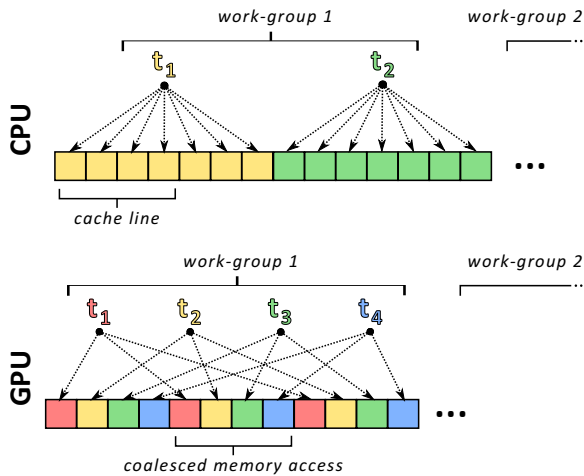 work-group 1
work-group 2
t1
t2
CPU
...
cache line
work-group 1
work-group 2
t1
t2
t3
t4
GPU
...
coalesced memory access